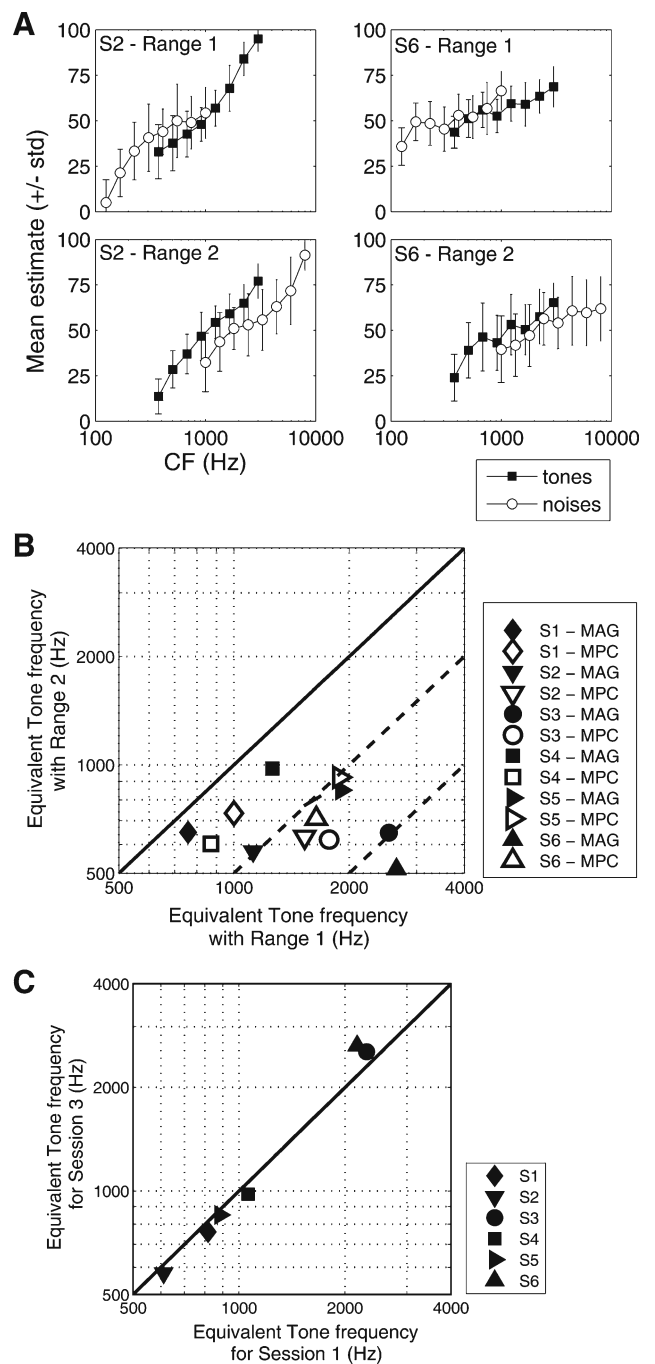 A
S2 - Range 1
S6 - Range 1
100
75
50
25
0
100
75
50
25
0
Mean estimate (+/- std)
S2 - Range 2
S6 - Range 2
100
75
50
25
0
100
75
50
25
0
100
1000
10000
100
1000
10000
CF (Hz)
tones
noises
B
4000
2000
1000
500
Equivalent Tone frequency
with Range 2 (Hz)
500
1000
2000
4000
Equivalent Tone frequency
with Range 1 (Hz)
S1 – MAG
S1 – MPC
S2 – MAG
S2 – MPC
S3 – MAG
S3 – MPC
S4 – MAG
S4 – MPC
S5 – MAG
S5 – MPC
S6 – MAG
S6 – MPC
C
4000
2000
1000
500
Equivalent Tone frequency
for Session 3 (Hz)
500
1000
2000
4000
Equivalent Tone frequency
for Session 1 (Hz)
S1
S2
S3
S4
S5
S6